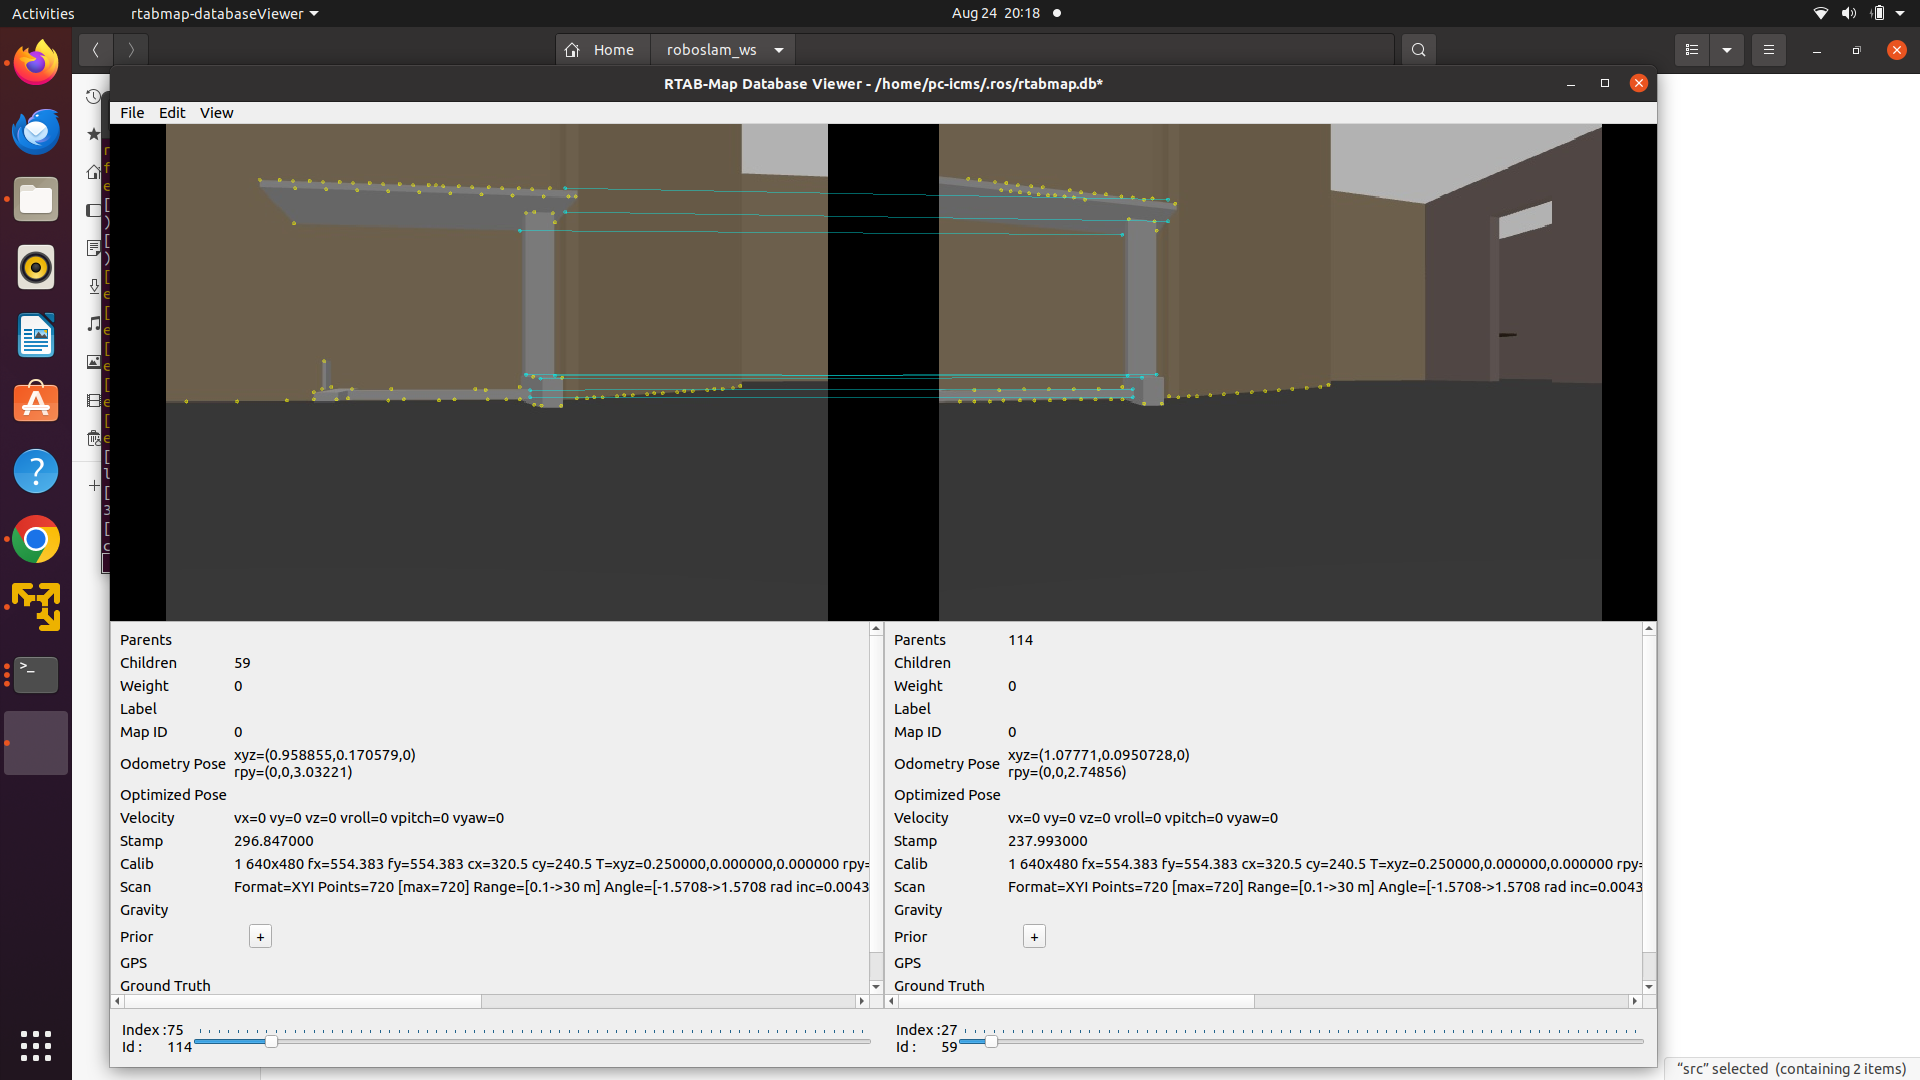 Activities
rtabmap-databaseViewer
Aug 24 20:18
Home
roboslam_ws
RTAB-Map Database Viewer - /home/pc-icms/.ros/rtabmap.db*
File Edit View
Parents
Children 59
Weight 0
Label
Map ID 0
Odometry Pose xyz=(0.958855,0.170579,0)
rpy=(0,0,3.03221)
Optimized Pose
Velocity vx=0 vy=0 vz=0 vroll=0 vpitch=0 vyaw=0
Stamp 296.847000
Calib 1 640x480 fx=554.383 fy=554.383 cx=320.5 cy=240.5 T=xyz=0.250000,0.000000,0.000000 rpy=
Scan Format=XYI Points=720 [max=720] Range=[0.1->30 m] Angle=[-1.5708->1.5708 rad inc=0.0043
Gravity
Prior +
GPS
Ground Truth
Index :75
Id : 114
Parents 114
Children
Weight 0
Label
Map ID 0
Odometry Pose xyz=(1.07771,0.0950728,0)
rpy=(0,0,2.74856)
Optimized Pose
Velocity vx=0 vy=0 vz=0 vroll=0 vpitch=0 vyaw=0
Stamp 237.993000
Calib 1 640x480 fx=554.383 fy=554.383 cx=320.5 cy=240.5 T=xyz=0.250000,0.000000,0.000000 rpy=
Scan Format=XYI Points=720 [max=720] Range=[0.1->30 m] Angle=[-1.5708->1.5708 rad inc=0.0043
Gravity
Prior +
GPS
Ground Truth
Index :27
Id : 59
“src” selected (containing 2 items)